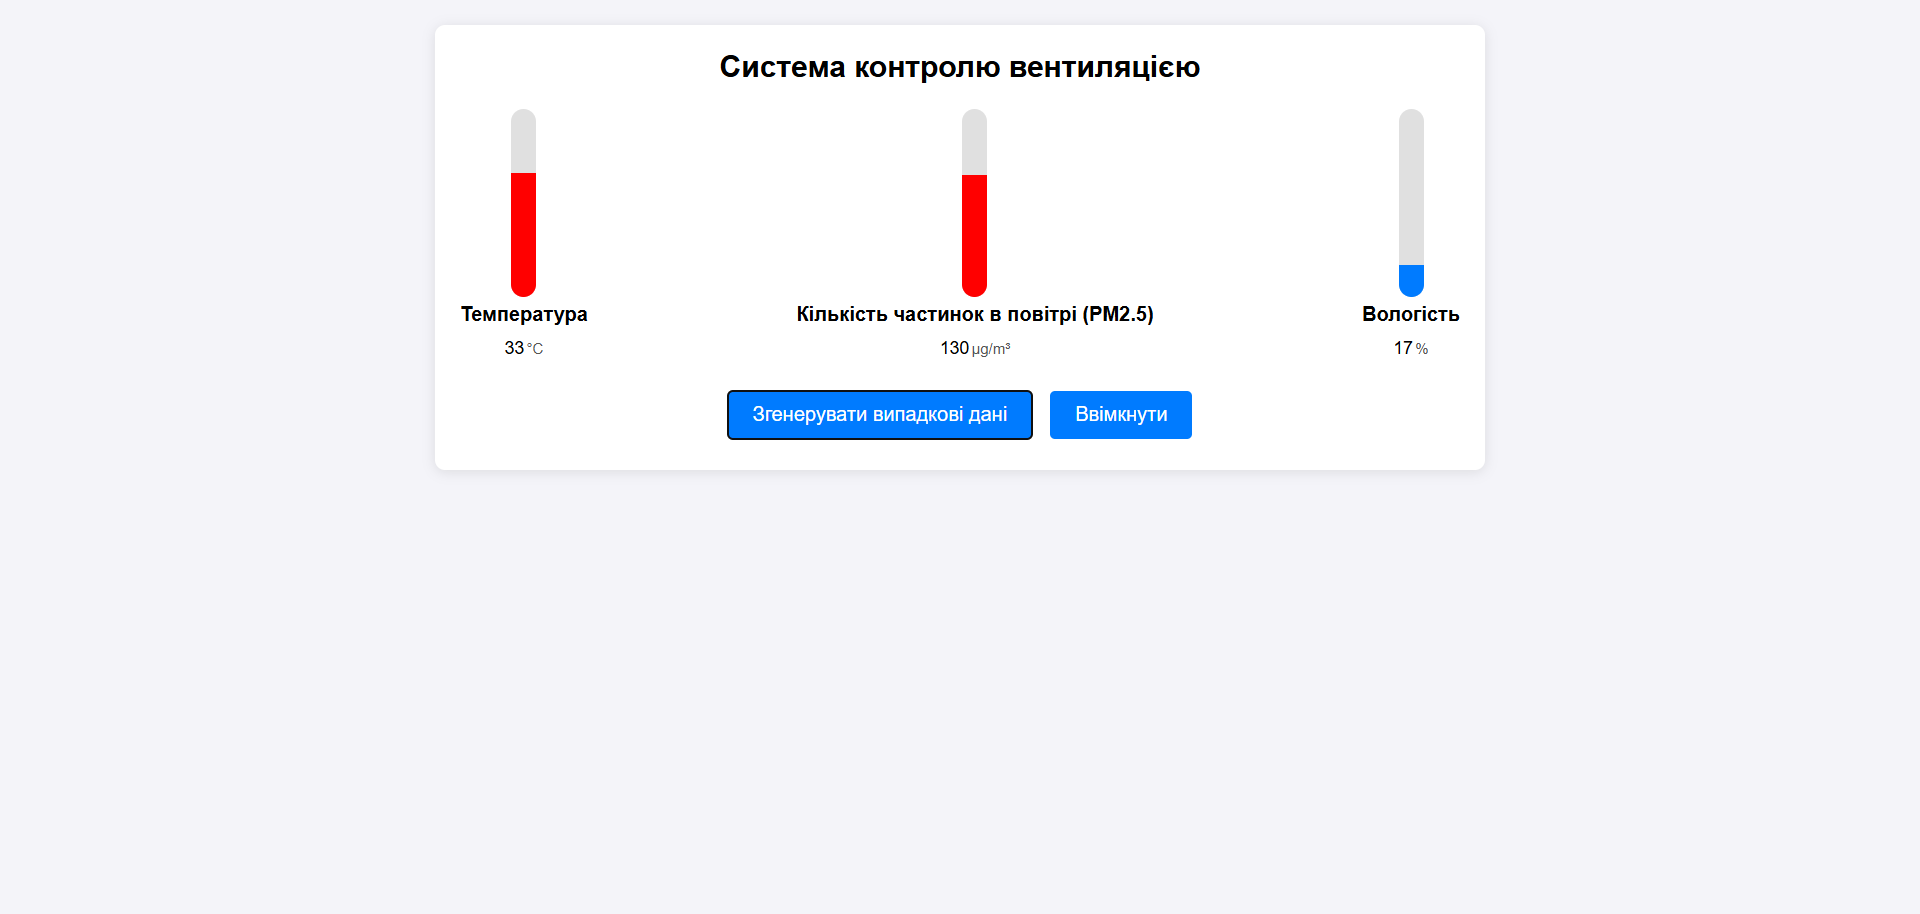 Система контролю вентиляцією
Температура
33 °C
Кількість частинок в повітрі (PM2.5)
130 µg/m³
Вологість
17 %
Згенерувати випадкові дані
Ввімкнути